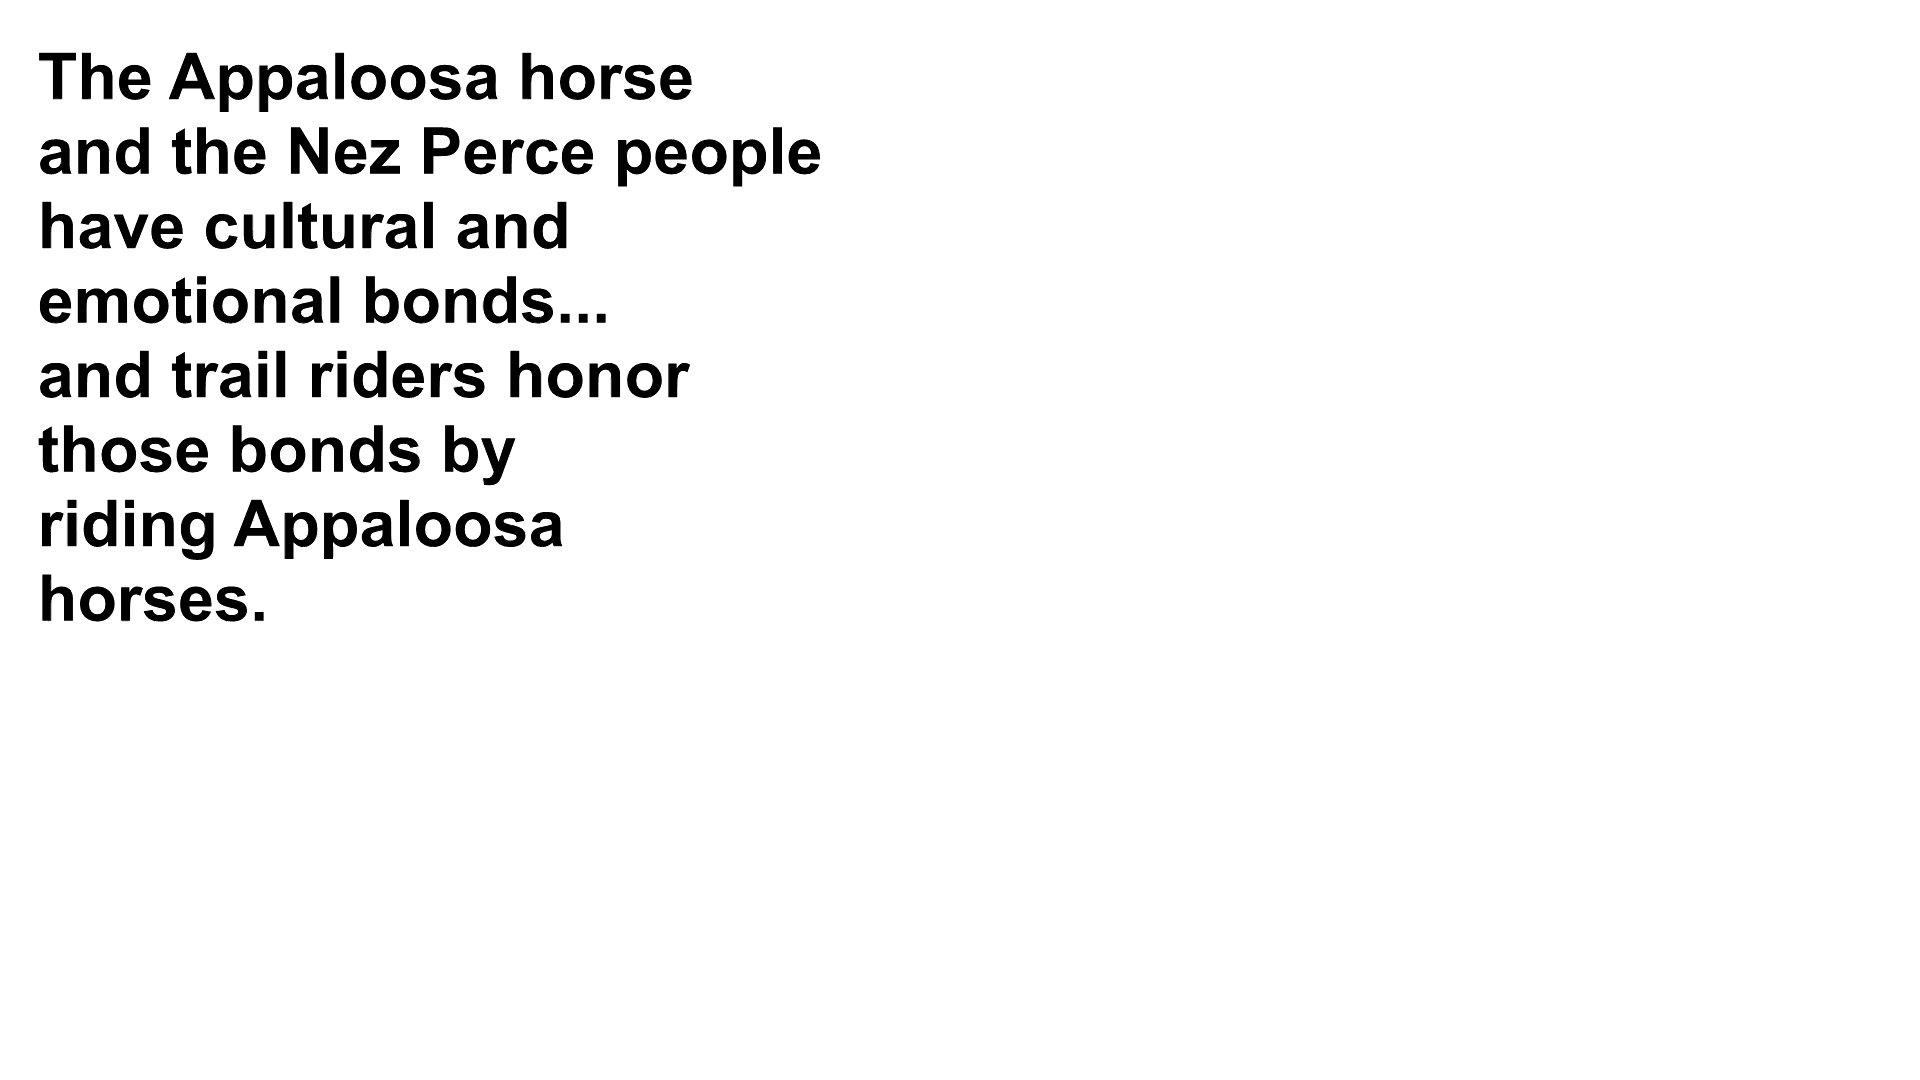 The Appaloosa horse
and the Nez Perce people
have cultural and
emotional bonds...
and trail riders honor
those bonds by
riding Appaloosa
horses.